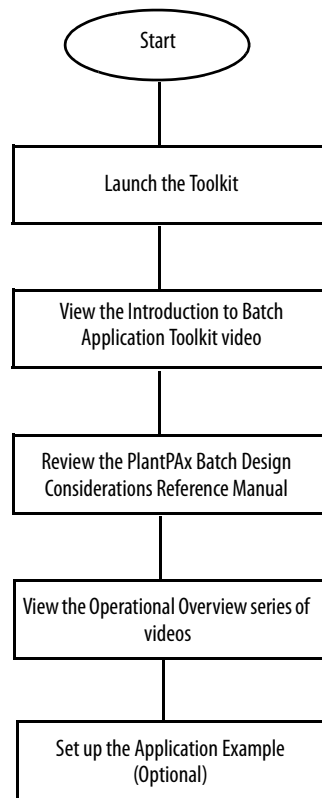 Start
Launch the Toolkit
View the Introduction to Batch
Application Toolkit video
Review the PlantPAx Batch Design
Considerations Reference Manual
View the Operational Overview series of
videos
Set up the Application Example
(Optional)